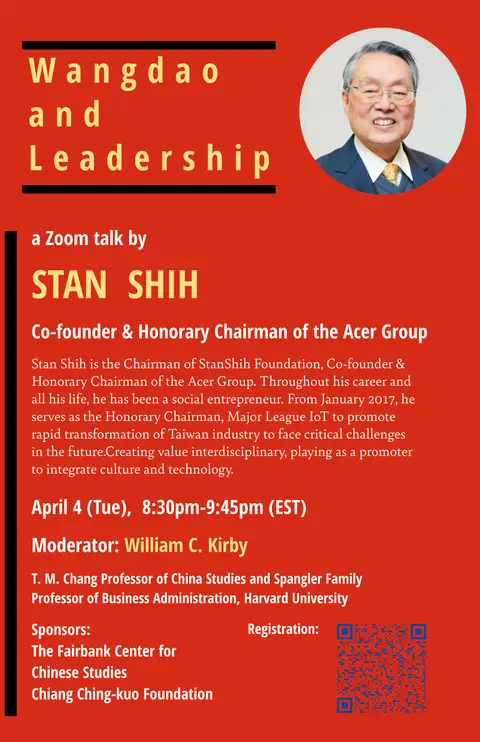 Wangdao
and
Leadership
a Zoom talk by
STAN SHIH
Co-founder & Honorary Chairman of the Acer Group
Stan Shih is the Chairman of StanShih Foundation, Co-founder &
Honorary Chairman of the Acer Group. Throughout his career and
all his life, he has been a social entrepreneur. From January 2017, he
serves as the Honorary Chairman, Major League IoT to promote
rapid transformation of Taiwan industry to face critical challenges
in the future.Creating value interdisciplinary, playing as a promoter
to integrate culture and technology.
April 4 (Tue), 8:30pm-9:45pm (EST)
Moderator: William C. Kirby
T. M. Chang Professor of China Studies and Spangler Family
Professor of Business Administration, Harvard University
Sponsors:
The Fairbank Center for
Chinese Studies
Chiang Ching-kuo Foundation
Registration: